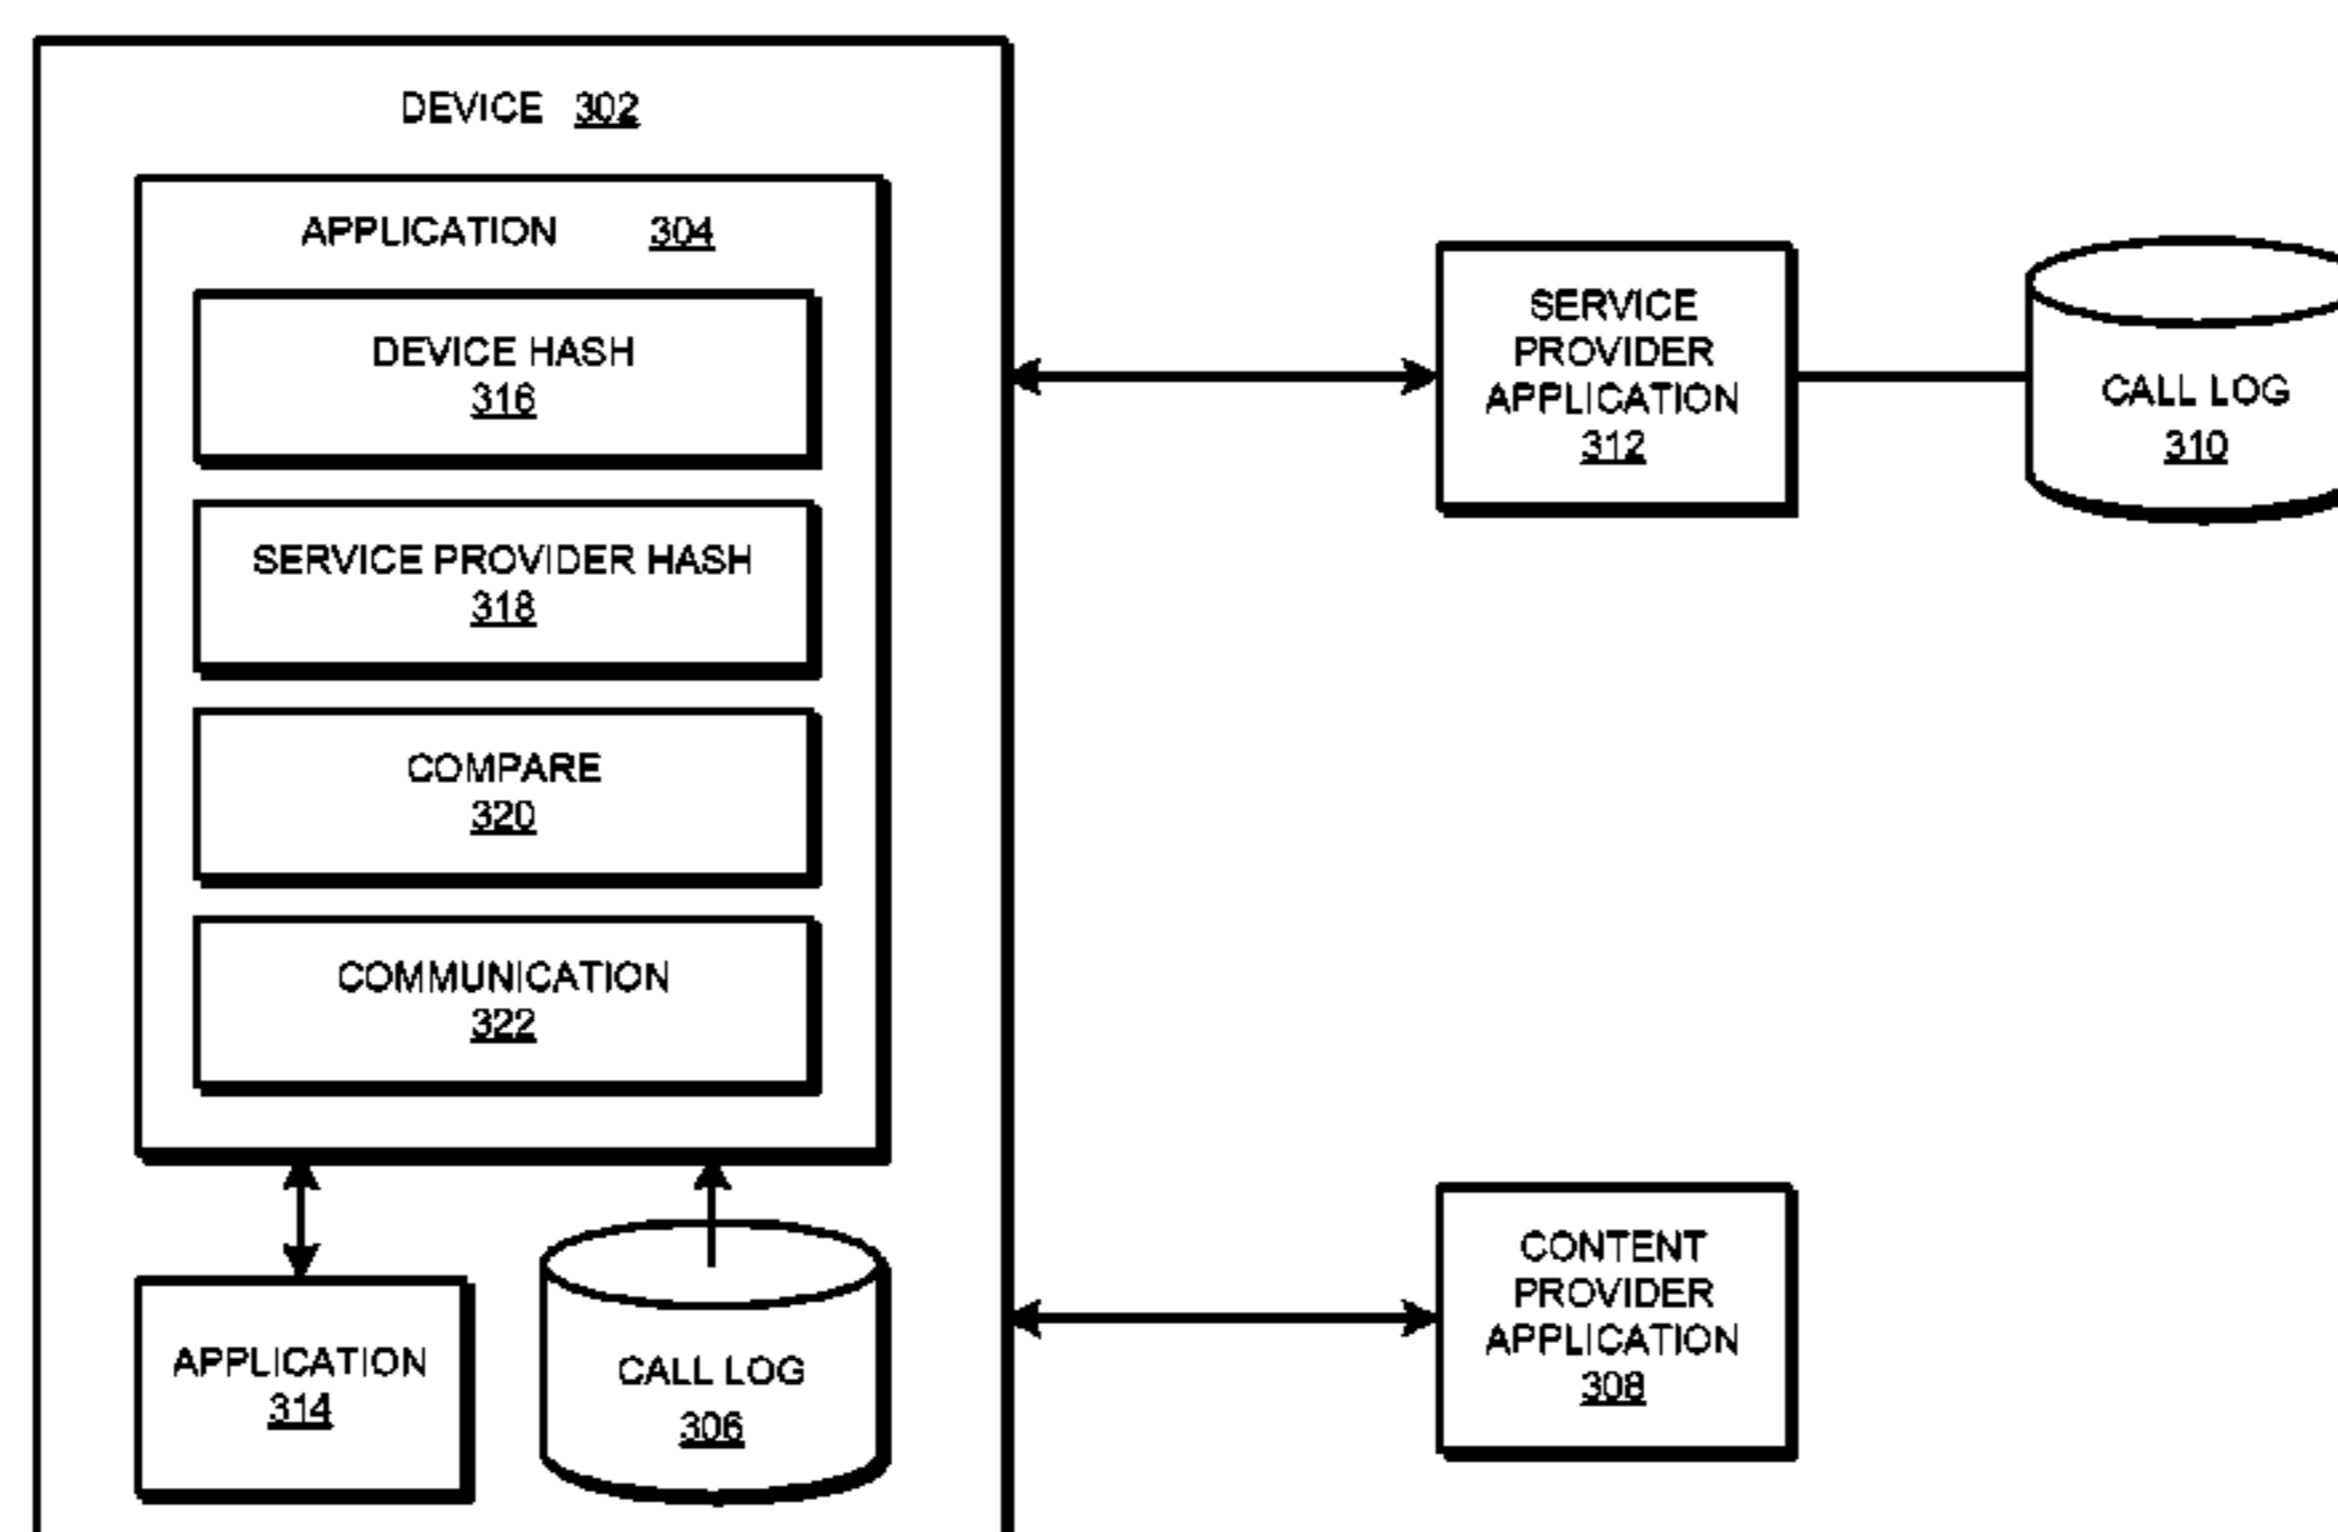 DEVICE 302
APPLICATION 304
DEVICE HASH
316
SERVICE PROVIDER HASH
318
COMPARE
320
COMMUNICATION
322
APPLICATION
314
CALL LOG
306
SERVICE
PROVIDER
APPLICATION
312
CALL LOG
310
CONTENT
PROVIDER
APPLICATION
308